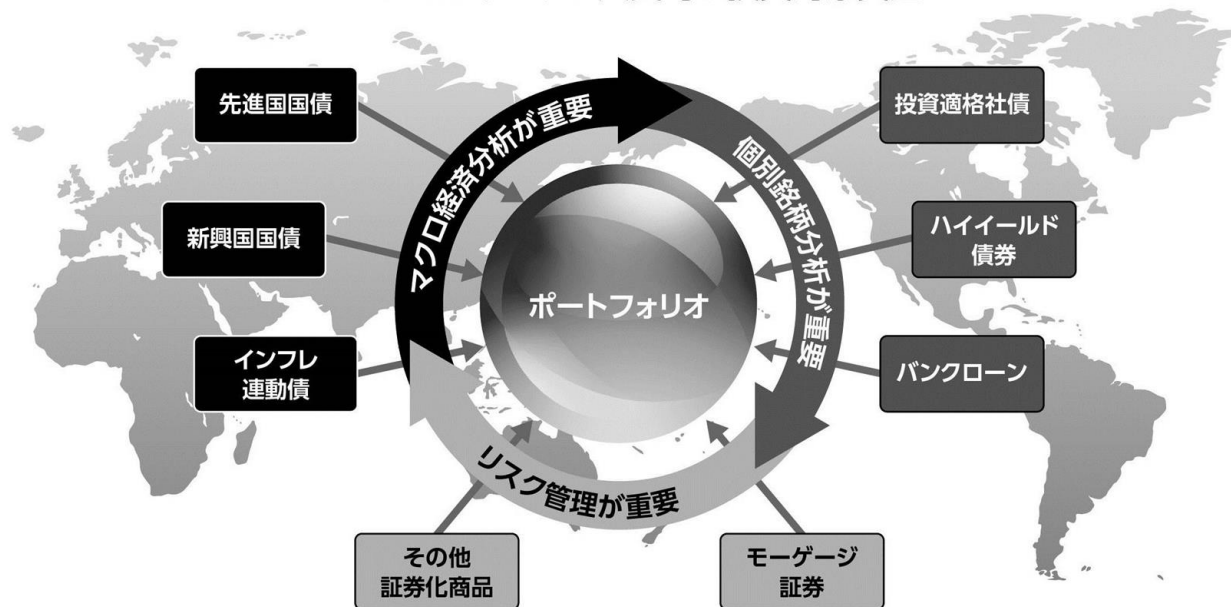 先進国国債
新興国国債
インフレ
連動債
マクロ経済分析が重要
ポートフォリオ
個別銘柄分析が重要
リスク管理が重要
投資適格社債
ハイイールド
債券
バンクローン
その他
証券化商品
モーゲージ
証券